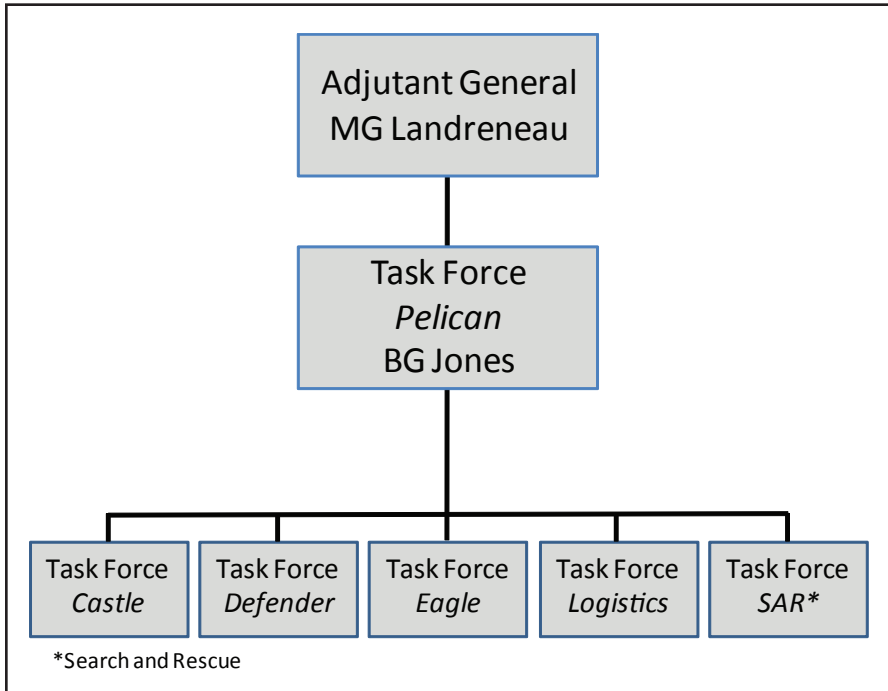 Adjutant General
MG Landreneau
Task Force
Pelican
BG Jones
Task Force
Castle
Task Force
Defender
Task Force
Eagle
Task Force
Logistics
Task Force
SAR*
*Search and Rescue